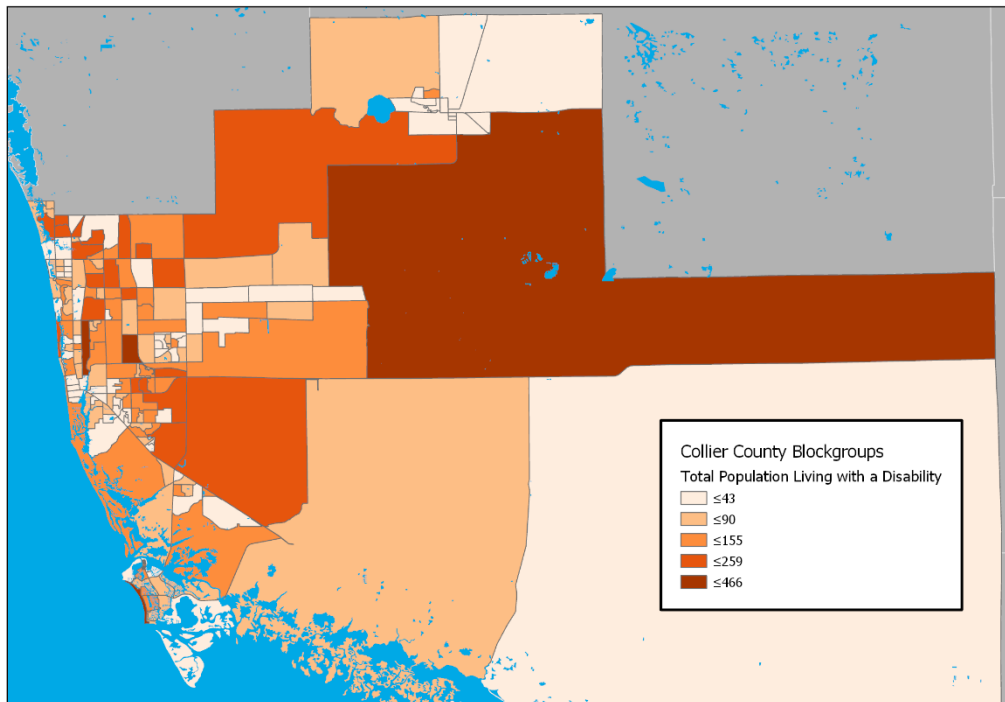 Collier County Blockgroups
Total Population Living with a Disability
≤43
≤90
≤155
≤259
≤466